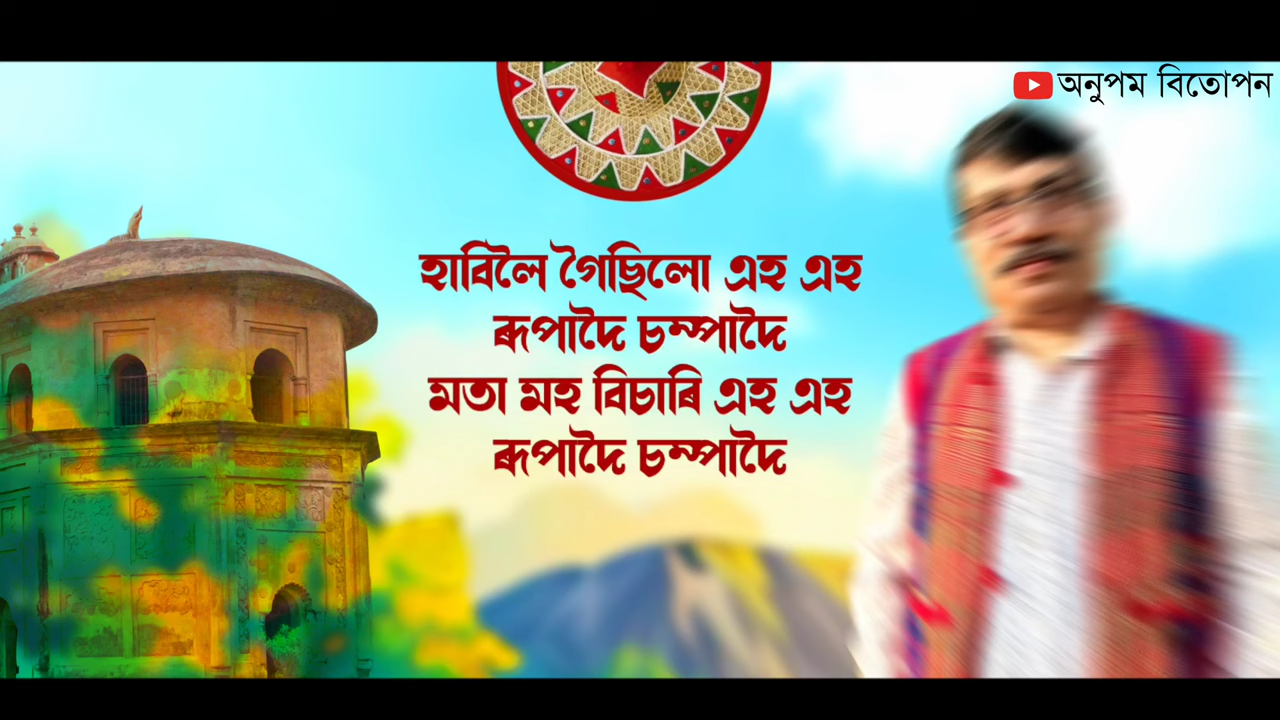 অনুপম বিতোপন
হাবিলৈ গৈছিলো এহ এহ
ৰূপাদৈ চম্পাদৈ
মতা মহ বিচাৰি এহ এহ
ৰূপাদৈ চম্পাদৈ